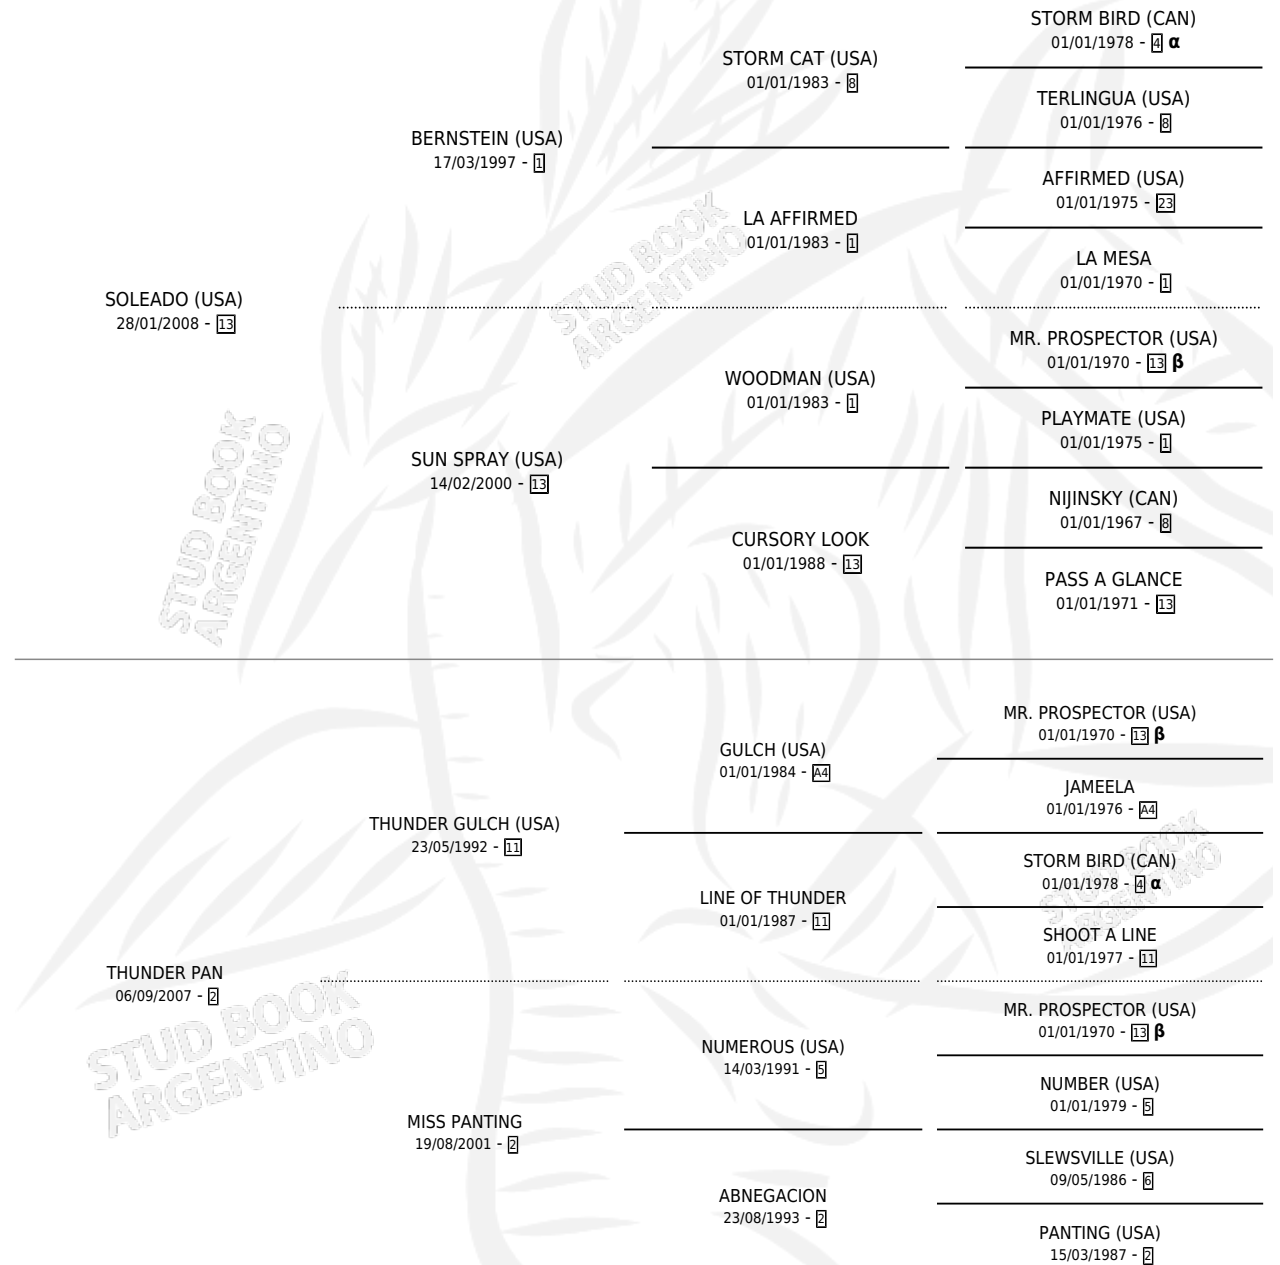 STORM BIRD (CAN)
01/01/1978 - 4 α
STORM CAT (USA)
01/01/1983 - 8
TERLINGUA (USA)
01/01/1976 - 8
BERNSTEIN (USA)
17/03/1997 - 1
AFFIRMED (USA)
01/01/1975 - 23
LA AFFIRMED
01/01/1983 - 1
LA MESA
01/01/1970 - 1
SOLEADO (USA)
28/01/2008 - 13
MR. PROSPECTOR (USA)
01/01/1970 - 13 β
WOODMAN (USA)
01/01/1983 - 1
PLAYMATE (USA)
01/01/1975 - 1
SUN SPRAY (USA)
14/02/2000 - 13
NIJINSKY (CAN)
01/01/1967 - 8
CURSORY LOOK
01/01/1988 - 13
PASS A GLANCE
01/01/1971 - 13
MR. PROSPECTOR (USA)
01/01/1970 - 13 β
GULCH (USA)
01/01/1984 - A4
JAMEELA
01/01/1976 - A4
THUNDER GULCH (USA)
23/05/1992 - 11
STORM BIRD (CAN)
01/01/1978 - 4 α
LINE OF THUNDER
01/01/1987 - 11
SHOOT A LINE
01/01/1977 - 11
THUNDER PAN
06/09/2007 - 2
MR. PROSPECTOR (USA)
01/01/1970 - 13 β
NUMEROUS (USA)
14/03/1991 - 5
NUMBER (USA)
01/01/1979 - 5
MISS PANTING
19/08/2001 - 2
SLEWSVILLE (USA)
09/05/1986 - 6
ABNEGACION
23/08/1993 - 2
PANTING (USA)
15/03/1987 - 2
STUD BOOK
ARGENTINO
STUD BOOK
ARGENTINO
STUD BOOK
ARGENTINO
STUD BOOK
ARGENTINO